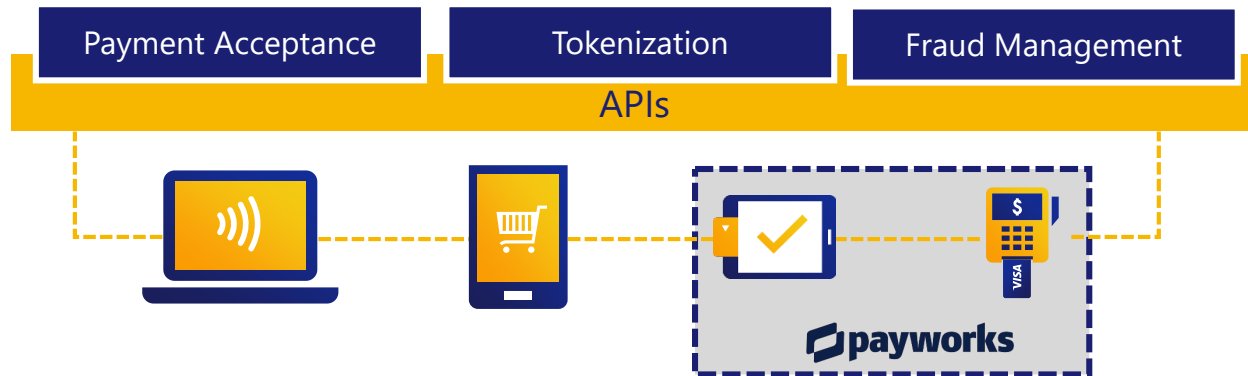 Payment Acceptance
Tokenization
Fraud Management
APIs
$
VISA
payworks